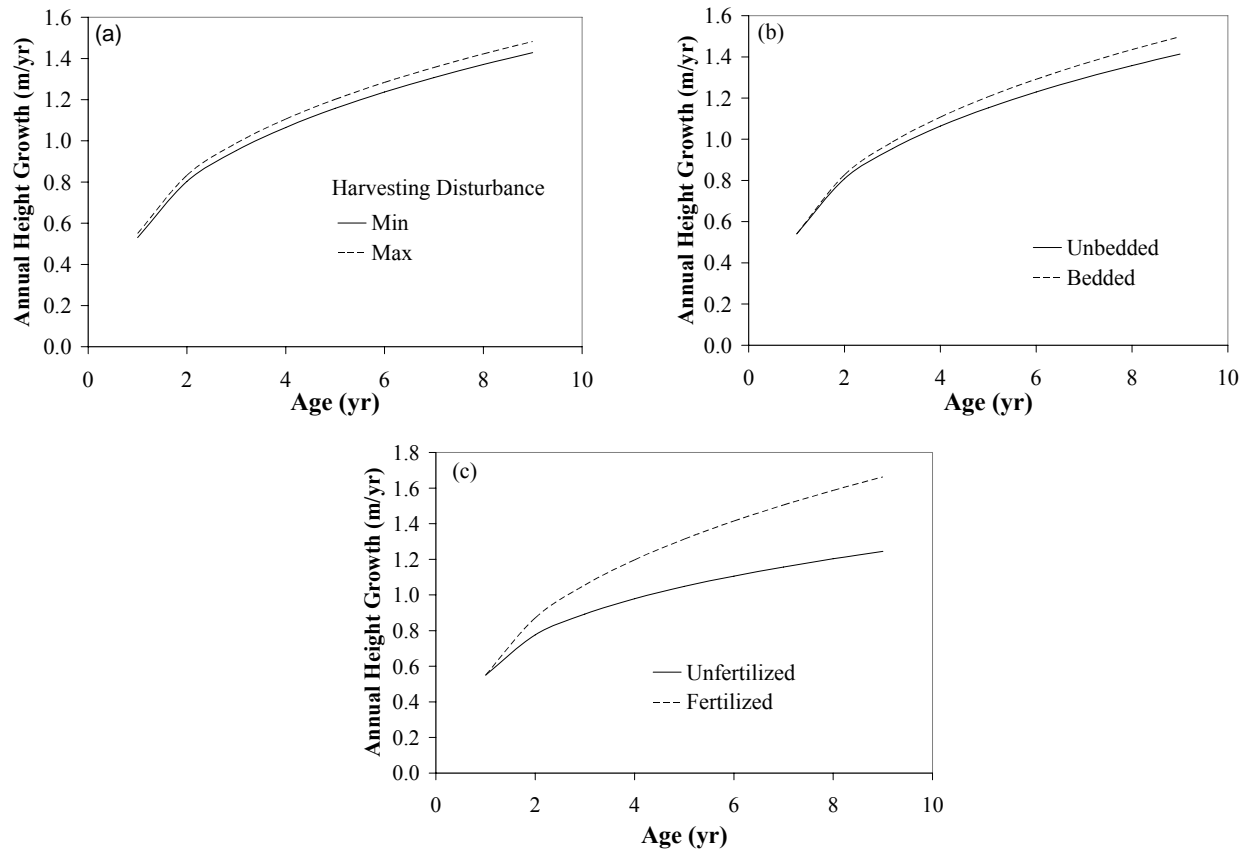 (a)
Annual Height Growth (m/yr)
1.6
1.4
1.2
1.0
0.8
0.6
0.4
0.2
0.0
Harvesting Disturbance
Min
Max
0 2 4 6 8 10
Age (yr)
(b)
Annual Height Growth (m/yr)
1.6
1.4
1.2
1.0
0.8
0.6
0.4
0.2
0.0
Unbedded
Bedded
0 2 4 6 8 10
Age (yr)
(c)
Annual Height Growth (m/yr)
1.8
1.6
1.4
1.2
1.0
0.8
0.6
0.4
0.2
0.0
Unfertilized
Fertilized
0 2 4 6 8 10
Age (yr)